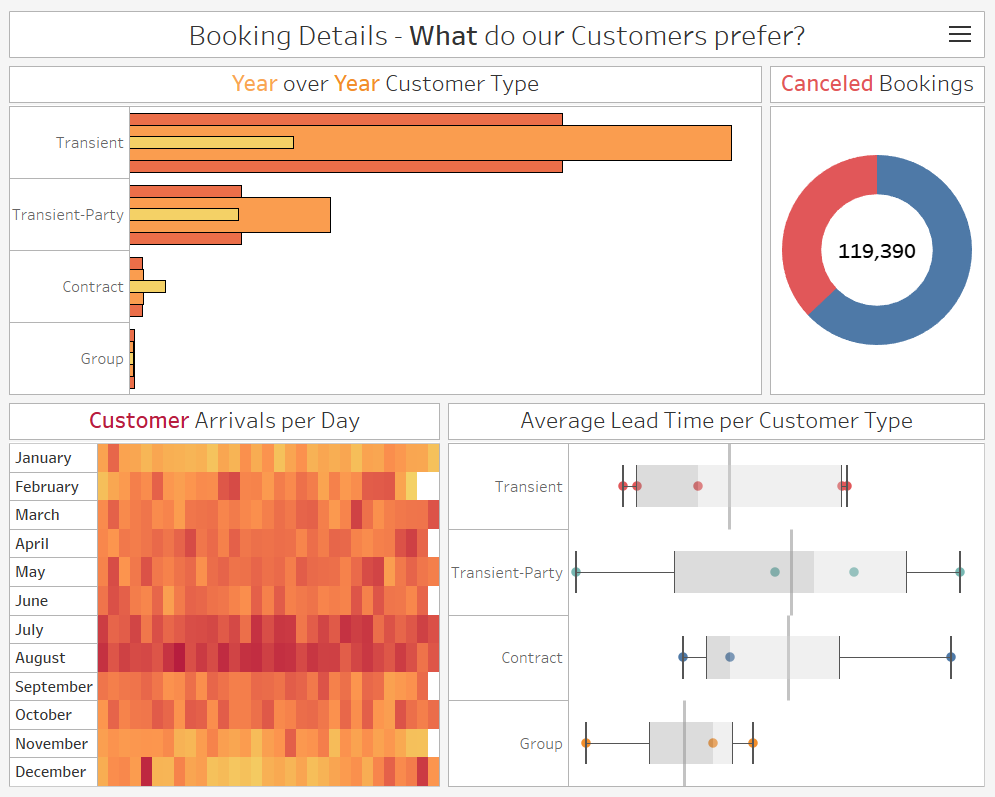 Booking Details - What do our Customers prefer?
Year over Year Customer Type
Canceled Bookings
Transient
Transient-Party
Contract
Group
119,390
Customer Arrivals per Day
Average Lead Time per Customer Type
January
February
March
April
May
June
July
August
September
October
November
December
Transient
Transient-Party
Contract
Group